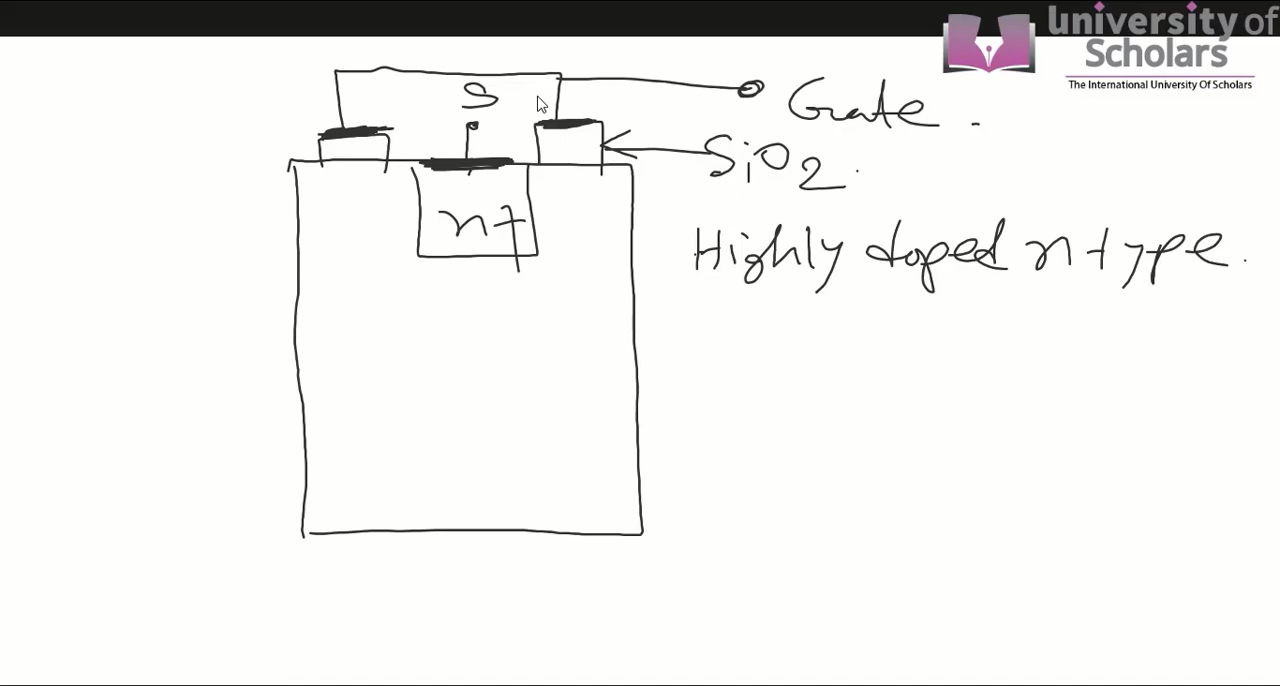 University of
Scholars
The International University Of Scholars
S
Gate.
SiO2.
n+
Highly doped n type.